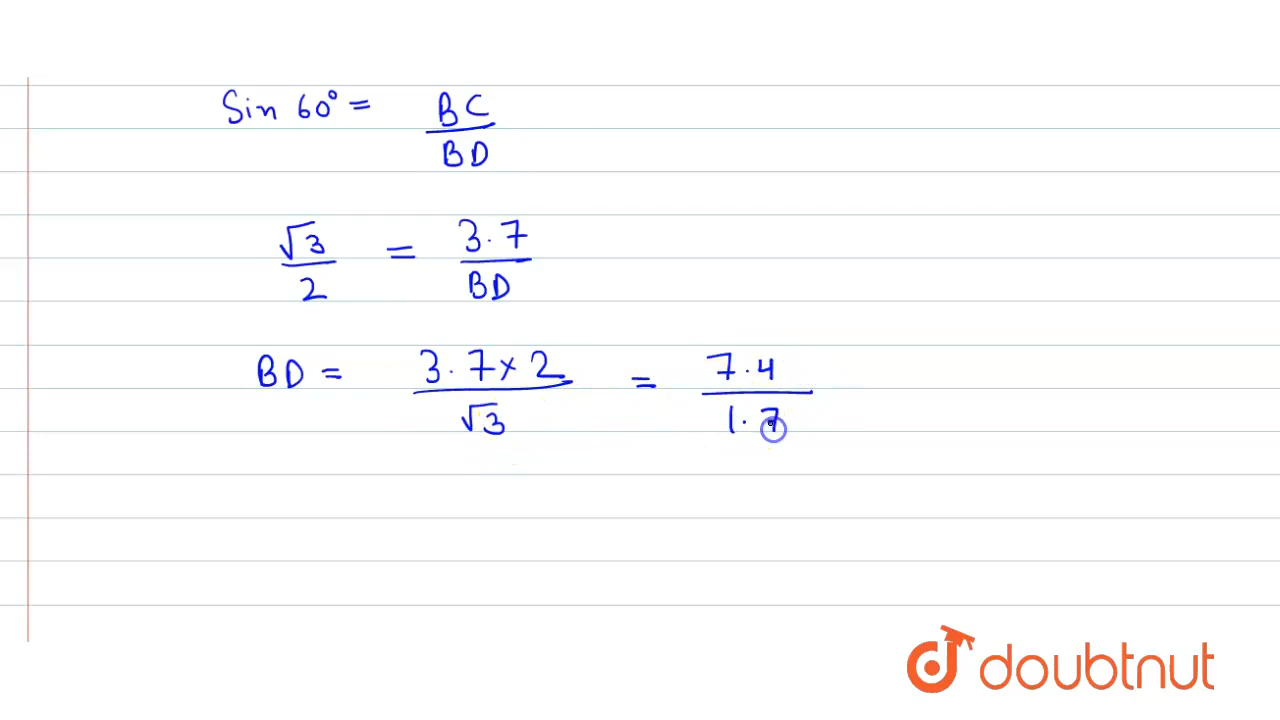 Sin 60° = BC/BD
√3/2 = 3.7/BD
BD = 3.7×2/√3 = 7.4/1.7
doubtnut